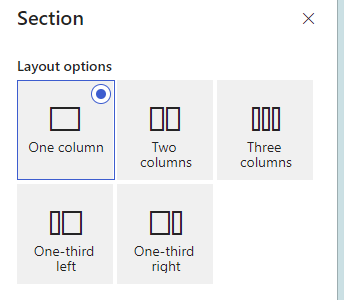 Section
Layout options
One column
Two
columns
Three
columns
One-third
left
One-third
right